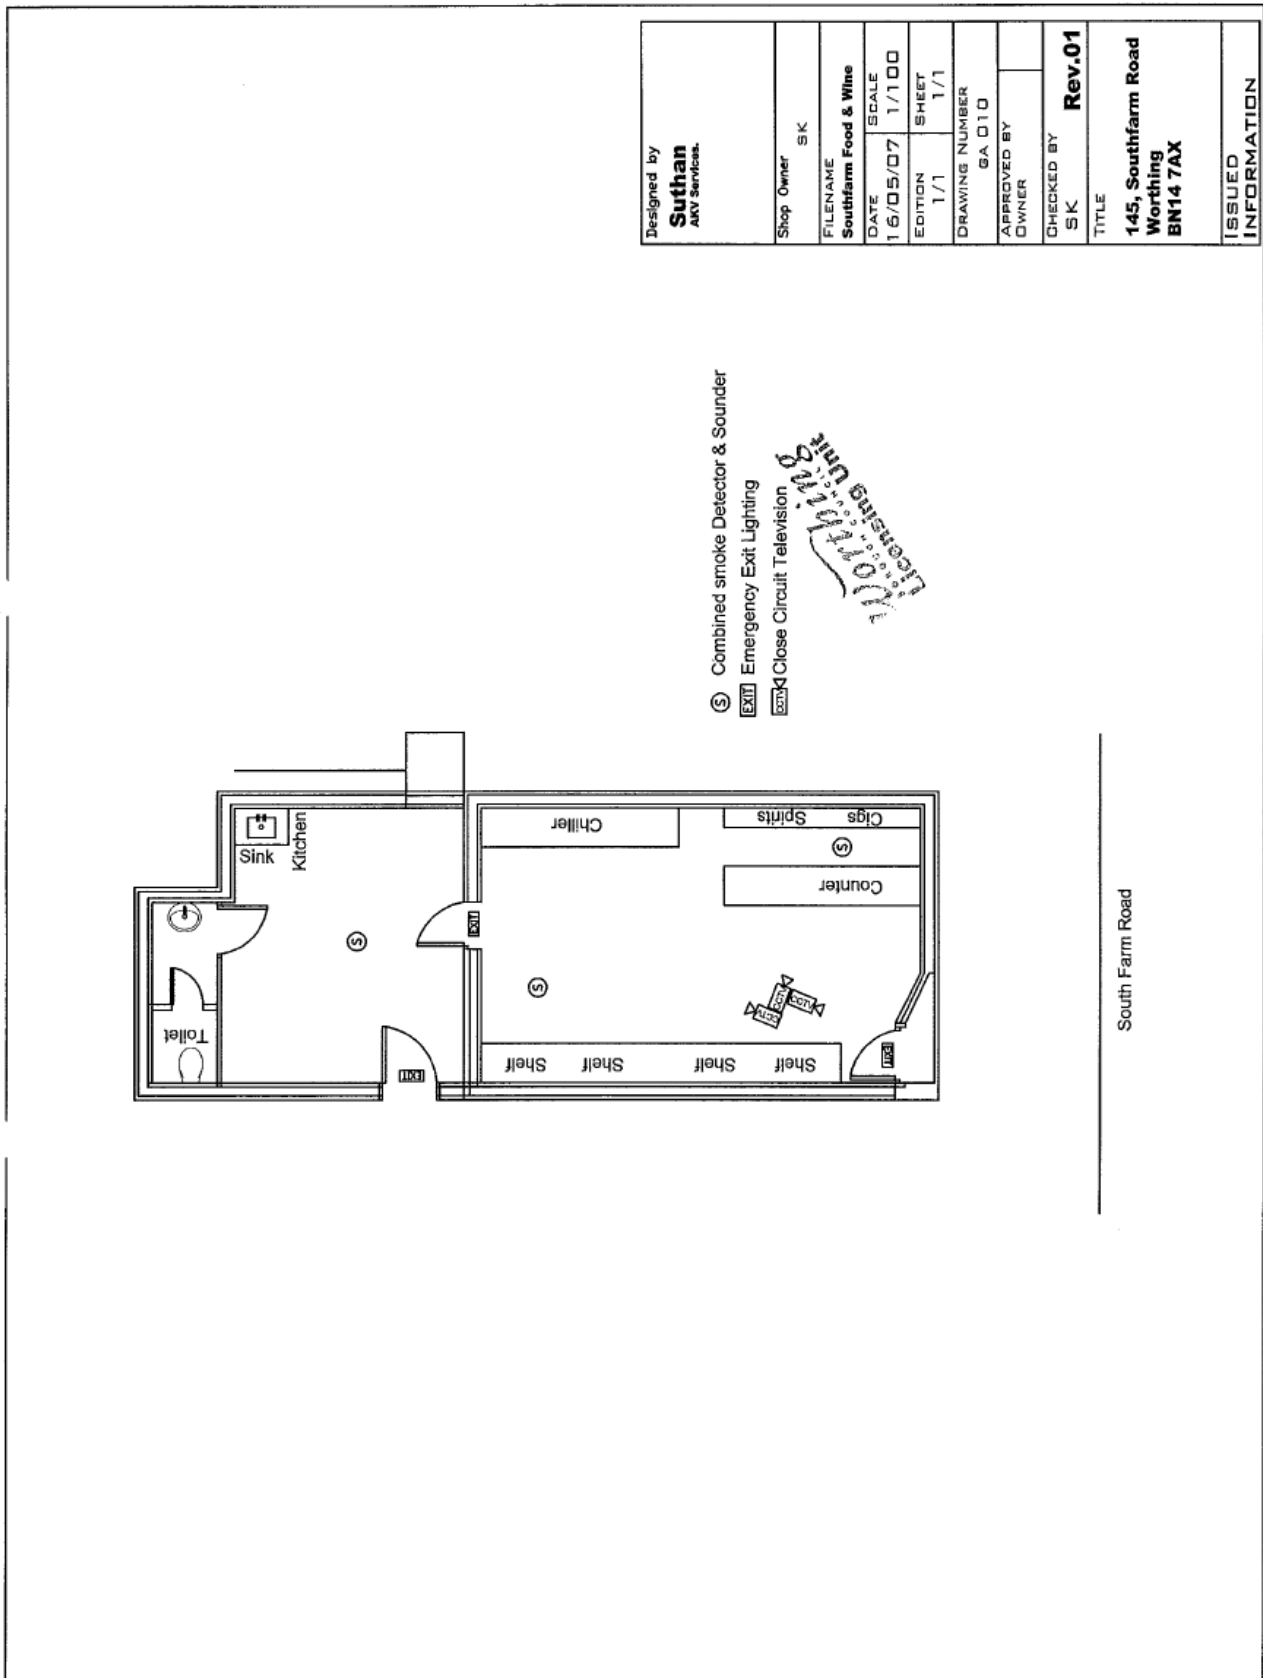 Toilet
Sink
Kitchen
EXIT
EXIT
Chiller
Shelf
Shelf
Shelf
Shelf
CCTV
CCTV
CCTV
Counter
Spirits
Cigs
EXIT
S
S
S
South Farm Road
S Combined smoke Detector & Sounder
EXIT Emergency Exit Lighting
CCTV Close Circuit Television
Worthing
BOROUGH COUNCIL
Licensing Unit
Designed by
Suthan
AKV Services.
Shop Owner
SK
FILENAME
Southfarm Food & Wine
DATE
16/05/07
SCALE
1/100
EDITION
1/1
SHEET
1/1
DRAWING NUMBER
GA 010
APPROVED BY
OWNER
CHECKED BY
SK
Rev.01
TITLE
145, Southfarm Road
Worthing
BN14 7AX
ISSUED
INFORMATION